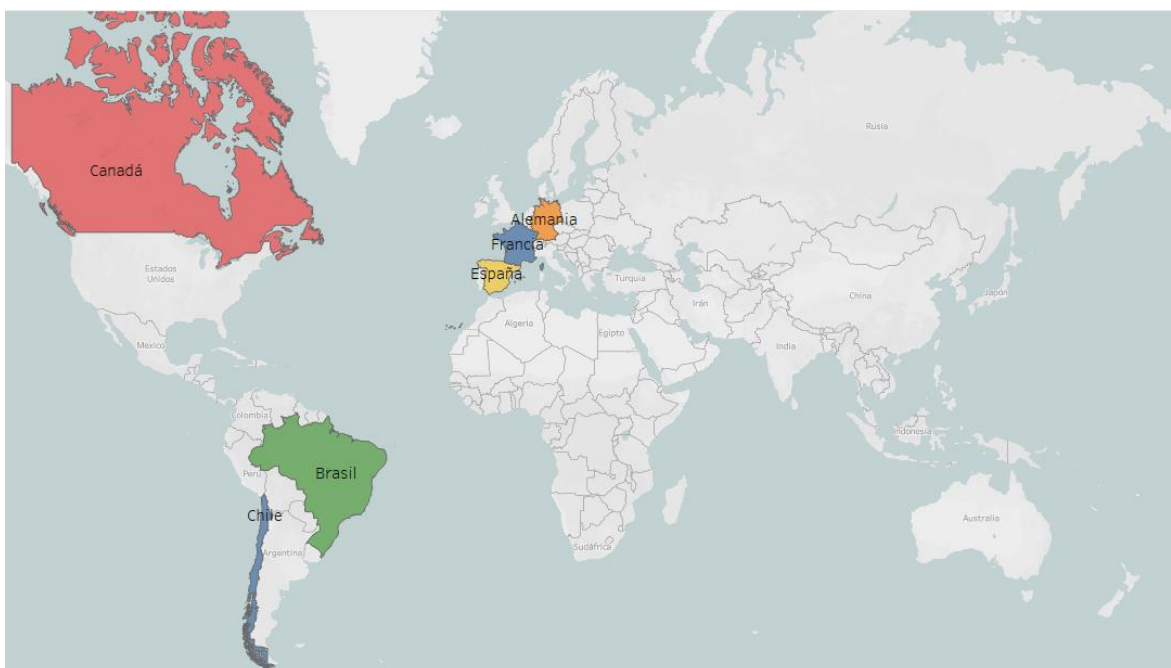 Rusia
Canadá
Alemania
Francia
España
Estados
Unidos
Turquía
China
Japón
Irán
Argelia
Egipto
Mexico
India
Colombia
Indonesia
Perú
Brasil
Chile
Australia
Sudáfrica
Argentina